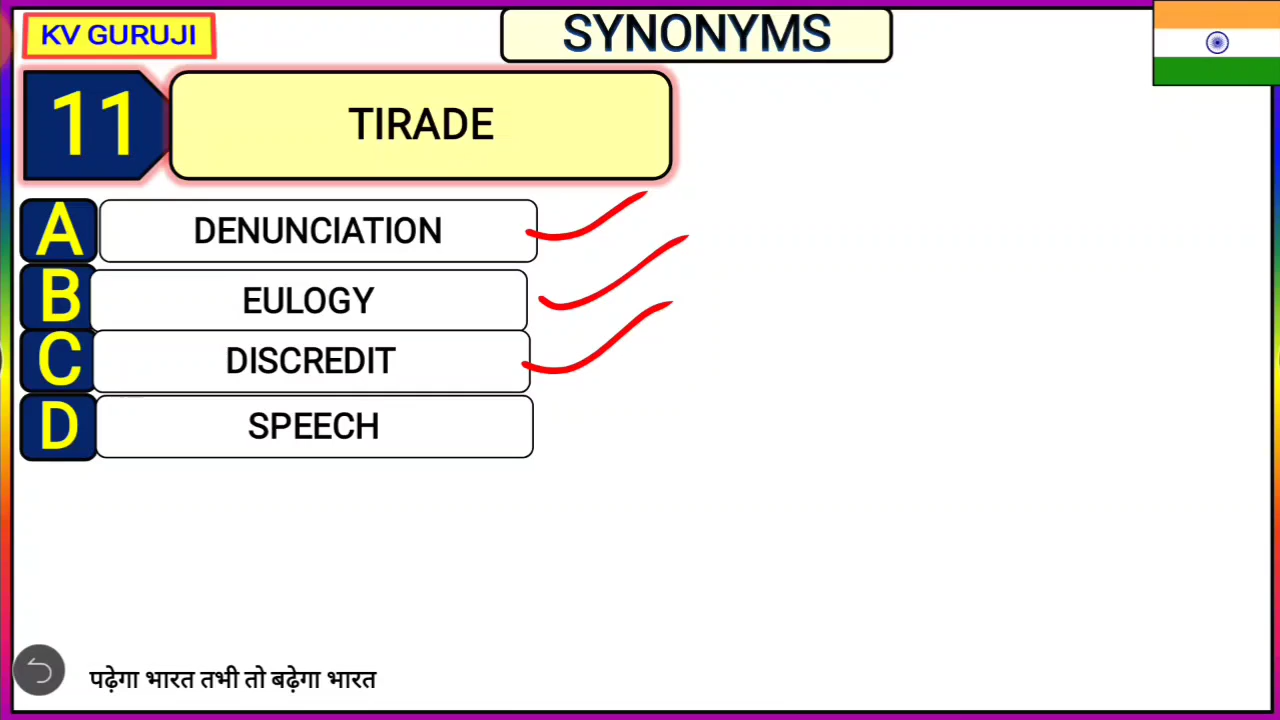 KV GURUJI
SYNONYMS
11
TIRADE
A DENUNCIATION
B EULOGY
C DISCREDIT
D SPEECH
पढ़ेगा भारत तभी तो बढ़ेगा भारत